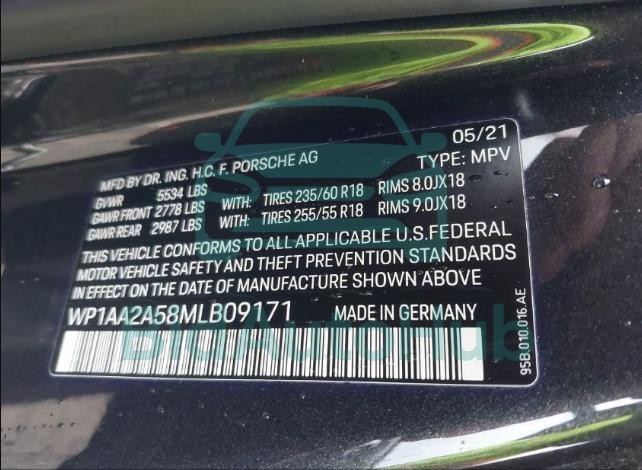 05/21
MFD BY DR. ING. H.C. F. PORSCHE AG TYPE: MPV
GVWR 5534 LBS WITH: TIRES 235/60 R18 RIMS 8.0JX18
GAWR FRONT 2778 LBS WITH: TIRES 255/55 R18 RIMS 9.0JX18
GAWR REAR 2987 LBS
THIS VEHICLE CONFORMS TO ALL APPLICABLE U.S.FEDERAL
MOTOR VEHICLE SAFETY AND THEFT PREVENTION STANDARDS
IN EFFECT ON THE DATE OF MANUFACTURE SHOWN ABOVE
WP1AA2A58MLB09171 MADE IN GERMANY
95B.010.016.AE
BidAutoHub